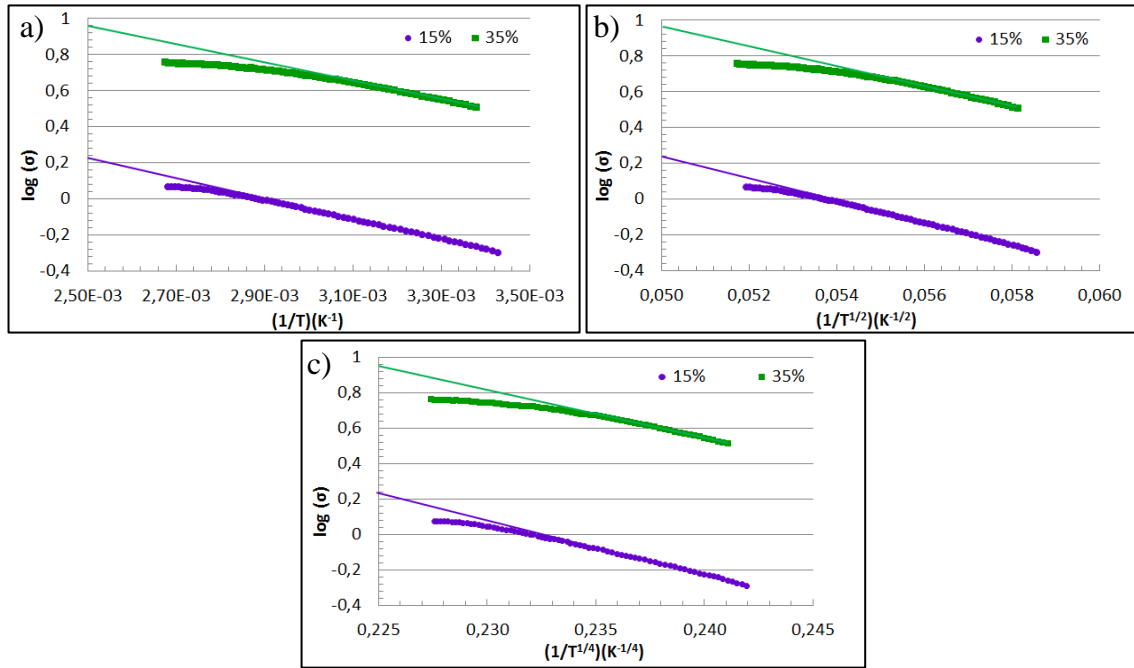 a)
15% 35%
1
0,8
0,6
0,4
0,2
0
-0,2
-0,4
log (σ)
2,50E-03 2,70E-03 2,90E-03 3,10E-03 3,30E-03 3,50E-03
(1/T)(K⁻¹)
b)
15% 35%
1
0,8
0,6
0,4
0,2
0
-0,2
-0,4
log (σ)
0,050 0,052 0,054 0,056 0,058 0,060
(1/T¹/²)(K⁻¹/²)
c)
15% 35%
1
0,8
0,6
0,4
0,2
0
-0,2
-0,4
log (σ)
0,225 0,230 0,235 0,240 0,245
(1/T¹/⁴)(K⁻¹/⁴)